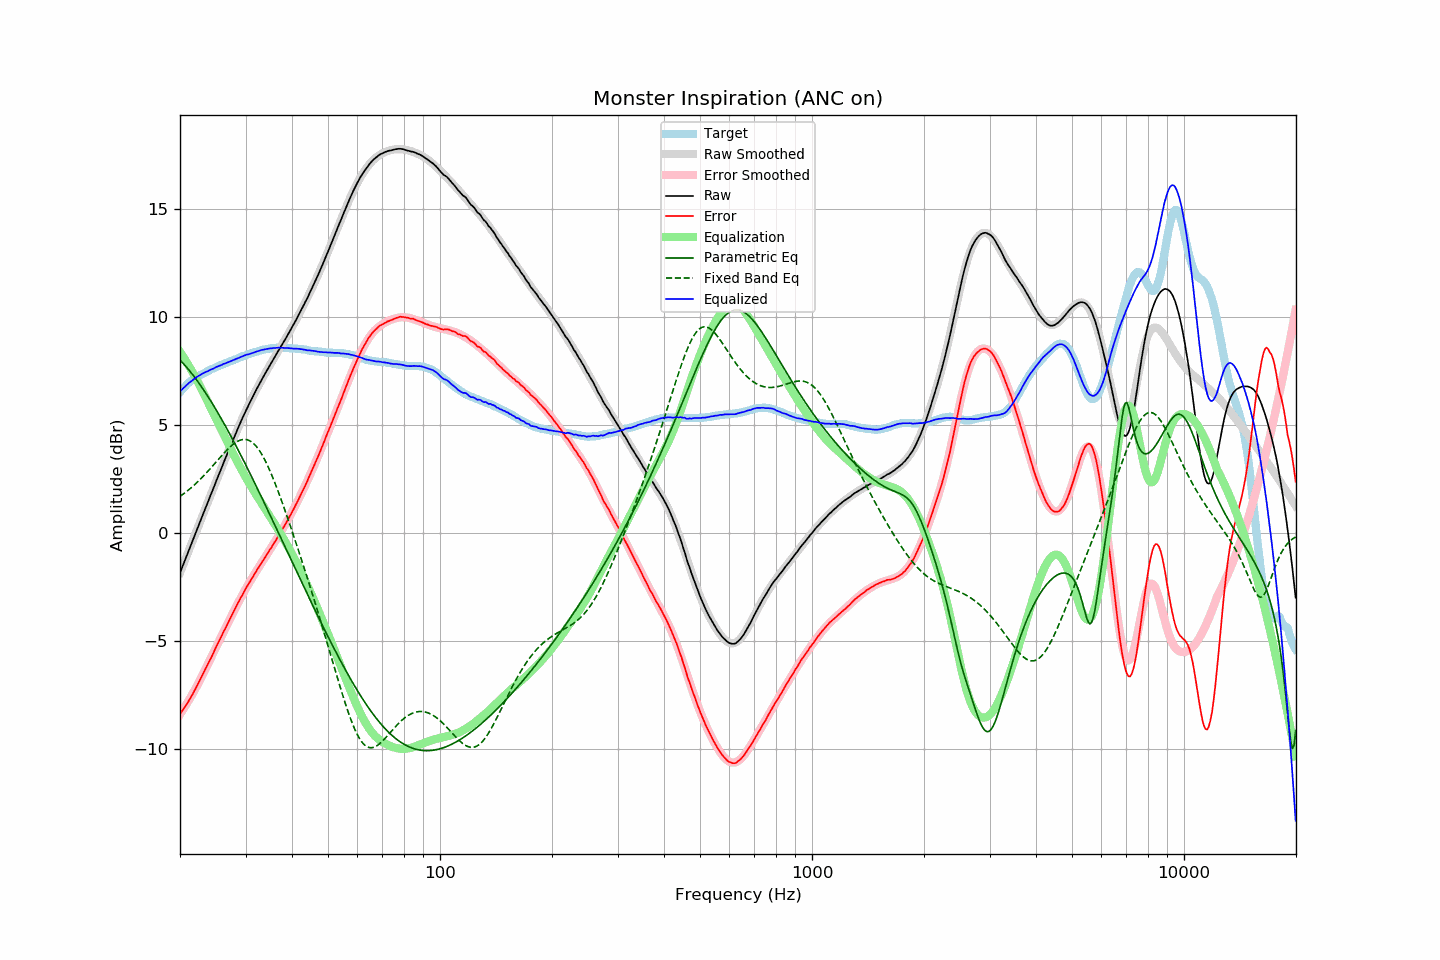 Monster Inspiration (ANC on)
Target
Raw Smoothed
Error Smoothed
Raw
Error
Equalization
Parametric Eq
Fixed Band Eq
Equalized
Amplitude (dBr)
15
10
5
0
−5
−10
100
1000
10000
Frequency (Hz)